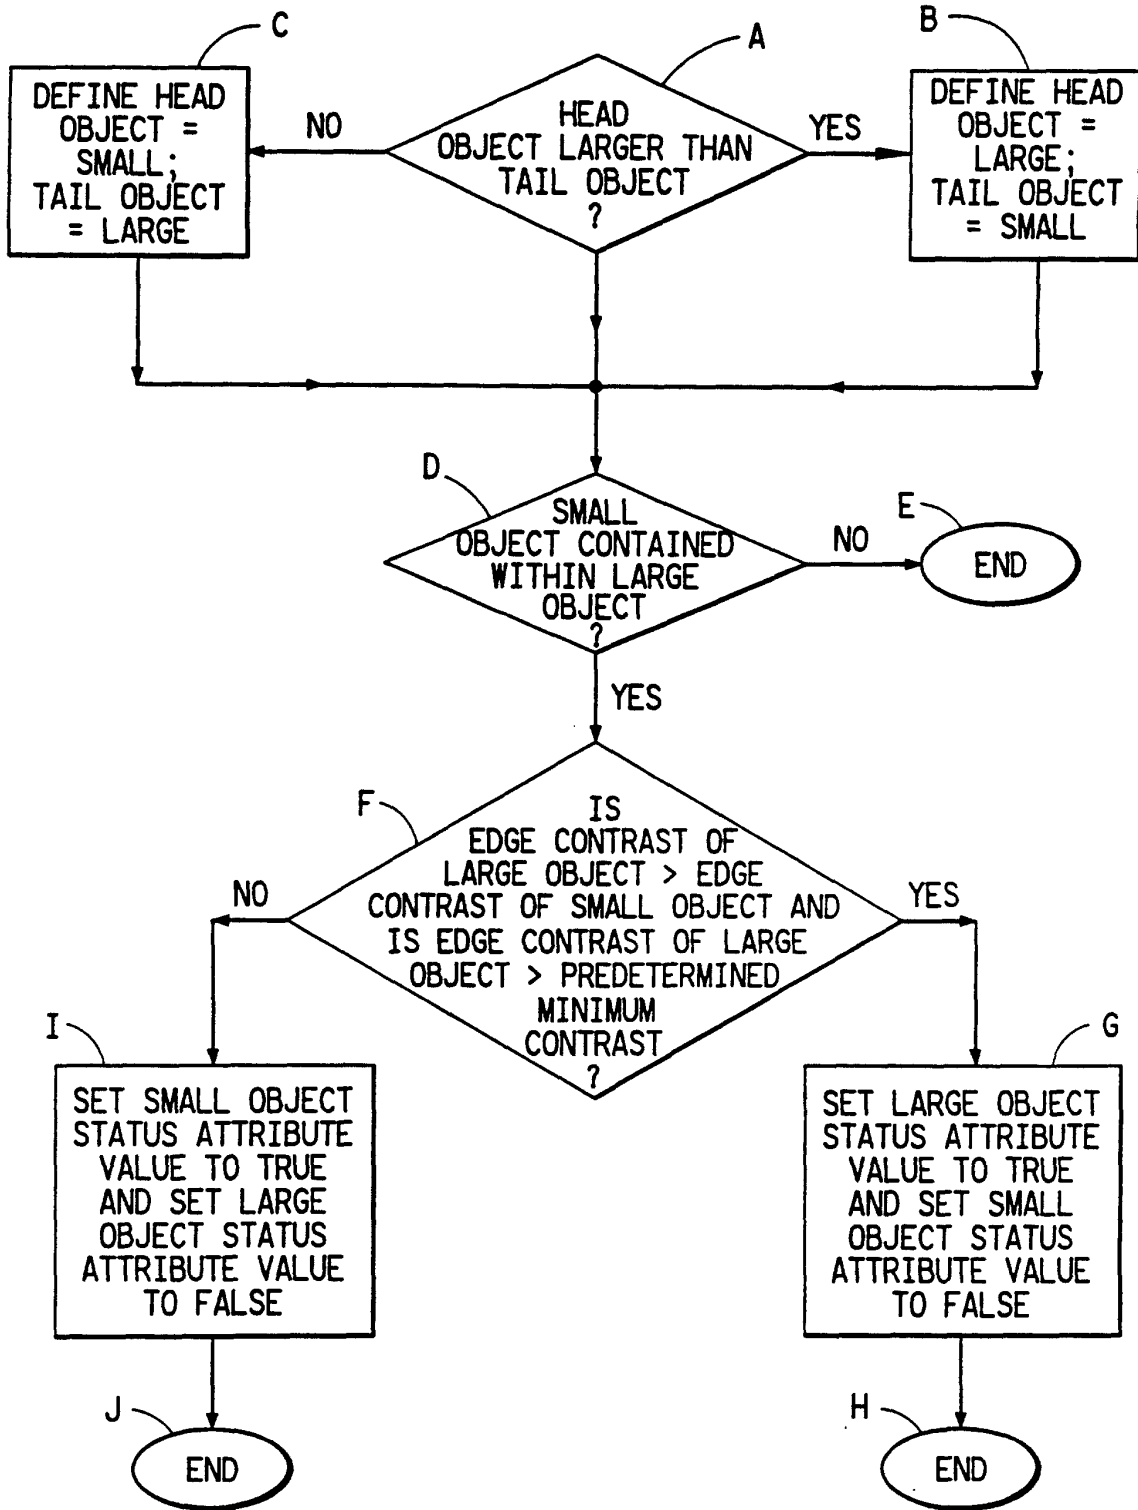 C
A
B
DEFINE HEAD
OBJECT =
SMALL;
TAIL OBJECT
= LARGE
NO
HEAD
OBJECT LARGER THAN
TAIL OBJECT
?
YES
DEFINE HEAD
OBJECT =
LARGE;
TAIL OBJECT
= SMALL
D
SMALL
OBJECT CONTAINED
WITHIN LARGE
OBJECT
?
NO
E
END
YES
F
IS
EDGE CONTRAST OF
LARGE OBJECT > EDGE
CONTRAST OF SMALL OBJECT AND
IS EDGE CONTRAST OF LARGE
OBJECT > PREDETERMINED
MINIMUM
CONTRAST
?
NO
YES
I
SET SMALL OBJECT
STATUS ATTRIBUTE
VALUE TO TRUE
AND SET LARGE
OBJECT STATUS
ATTRIBUTE VALUE
TO FALSE
G
SET LARGE OBJECT
STATUS ATTRIBUTE
VALUE TO TRUE
AND SET SMALL
OBJECT STATUS
ATTRIBUTE VALUE
TO FALSE
J
END
H
END